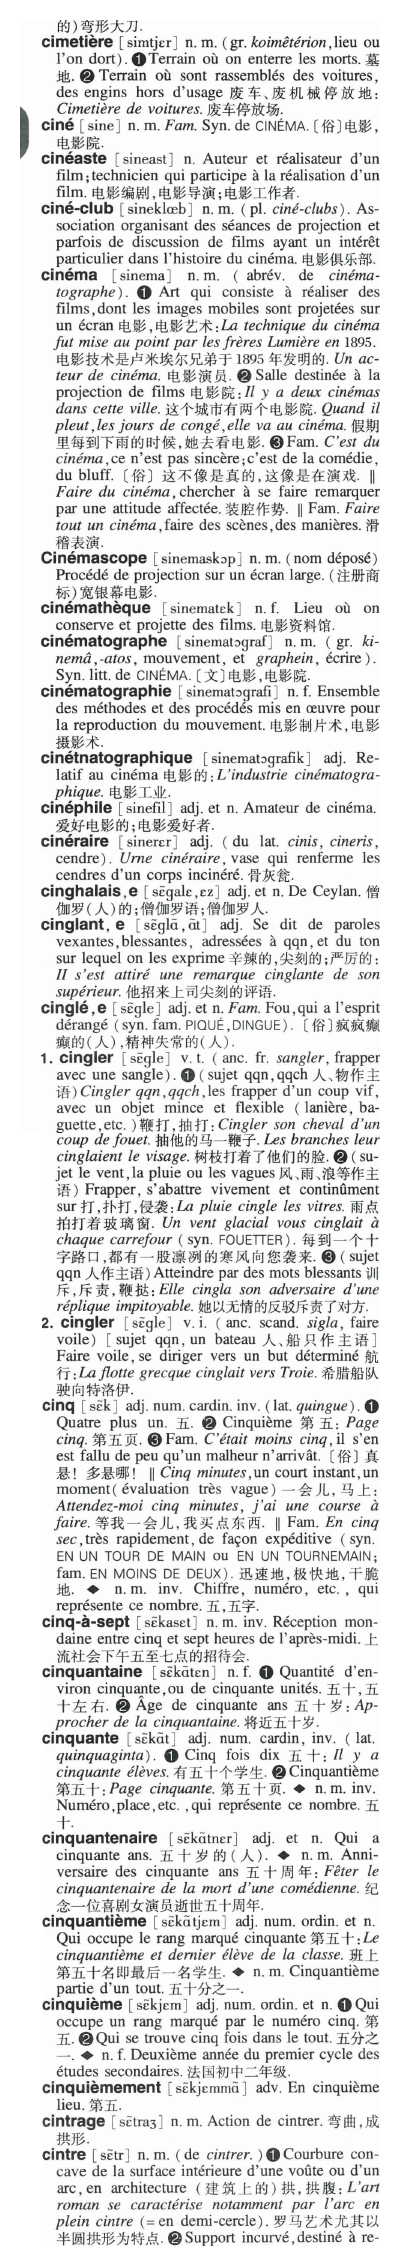 的)弯形大刀.
cimetière [simtjɛr] n. m. (gr. koimêtérion, lieu ou
l'on dort). ❶ Terrain où on enterre les morts. 墓
地. ❷ Terrain où sont rassemblés des voitures,
des engins hors d'usage 废车、废机械停放地:
Cimetière de voitures. 废车停放场.
ciné [sine] n. m. Fam. Syn. de CINÉMA. 〔俗〕电影,
电影院.
cinéaste [sineast] n. Auteur et réalisateur d'un
film; technicien qui participe à la réalisation d'un
film. 电影编剧,电影导演;电影工作者.
ciné-club [sineklœb] n. m. (pl. ciné-clubs). As-
sociation organisant des séances de projection et
parfois de discussion de films ayant un intérêt
particulier dans l'histoire du cinéma. 电影俱乐部.
cinéma [sinema] n. m. ( abrév. de cinéma-
tographe). ❶ Art qui consiste à réaliser des
films, dont les images mobiles sont projetées sur
un écran 电影,电影艺术: La technique du cinéma
fut mise au point par les frères Lumière en 1895.
电影技术是卢米埃尔兄弟于 1895 年发明的. Un ac-
teur de cinéma. 电影演员. ❷ Salle destinée à la
projection de films 电影院: Il y a deux cinémas
dans cette ville. 这个城市有两个电影院. Quand il
pleut, les jours de congé, elle va au cinéma. 假期
里每到下雨的时候,她去看电影. ❸ Fam. C'est du
cinéma, ce n'est pas sincère; c'est de la comédie,
du bluff. 〔俗〕这不像是真的,这像是在演戏. ‖
Faire du cinéma, chercher à se faire remarquer
par une attitude affectée. 装腔作势. ‖ Fam. Faire
tout un cinéma, faire des scènes, des manières. 滑
稽表演.
Cinémascope [sinemaskɔp] n. m. (nom déposé)
Procédé de projection sur un écran large. (注册商
标)宽银幕电影.
cinémathèque [sinematɛk] n. f. Lieu où on
conserve et projette des films. 电影资料馆.
cinématographe [sinematɔgraf] n. m. ( gr. ki-
nemâ, -atos, mouvement, et graphein, écrire ).
Syn. litt. de CINÉMA. 〔文〕电影,电影院.
cinématographie [sinematɔgrafi] n. f. Ensemble
des méthodes et des procédés mis en œuvre pour
la reproduction du mouvement. 电影制片术,电影
摄影术.
cinétnatographique [sinematɔgrafik] adj. Re-
latif au cinéma 电影的: L'industrie cinématogra-
phique. 电影工业.
cinéphile [sinefil] adj. et n. Amateur de cinéma.
爱好电影的;电影爱好者.
cinéraire [sinerɛr] adj. ( du lat. cinis, cineris,
cendre). Urne cinéraire, vase qui renferme les
cendres d'un corps incinéré. 骨灰瓮.
cinghalais, e [sɛ̃galɛ, ɛz] adj. et n. De Ceylan. 僧
伽罗(人)的;僧伽罗语;僧伽罗人.
cinglant, e [sɛ̃glɑ̃, ɑ̃t] adj. Se dit de paroles
vexantes, blessantes, adressées à qqn, et du ton
sur lequel on les exprime 辛辣的,尖刻的;严厉的:
Il s'est attiré une remarque cinglante de son
supérieur. 他招来上司尖刻的评语.
cinglé, e [sɛ̃gle] adj. et n. Fam. Fou, qui a l'esprit
dérangé (syn. fam. PIQUÉ, DINGUE). 〔俗〕疯疯癫
癫的(人),精神失常的(人).
1. cingler [sɛ̃gle] v. t. ( anc. fr. sangler, frapper
avec une sangle). ❶ (sujet qqn, qqch 人、物作主
语) Cingler qqn, qqch, les frapper d'un coup vif,
avec un objet mince et flexible ( lanière, ba-
guette, etc. ) 鞭打,抽打: Cingler son cheval d'un
coup de fouet. 抽他的马一鞭子. Les branches leur
cinglaient le visage. 树枝打着了他们的脸. ❷ (su-
jet le vent, la pluie ou les vagues 风、雨、浪等作主
语) Frapper, s'abattre vivement et continûment
sur 打,扑打,侵袭: La pluie cingle les vitres. 雨点
拍打着玻璃窗. Un vent glacial vous cinglait à
chaque carrefour ( syn. FOUETTER). 每到一个十
字路口,都有一股凛冽的寒风向您袭来. ❸ ( sujet
qqn 人作主语) Atteindre par des mots blessants 训
斥,斥责,鞭挞: Elle cingla son adversaire d'une
réplique impitoyable. 她以无情的反驳斥责了对方.
2. cingler [sɛ̃gle] v. i. ( anc. scand. sigla, faire
voile) [ sujet qqn, un bateau 人、船只作主语]
Faire voile, se diriger vers un but déterminé 航
行: La flotte grecque cinglait vers Troie. 希腊船队
驶向特洛伊.
cinq [sɛ̃k] adj. num. cardin. inv. (lat. quingue). ❶
Quatre plus un. 五. ❷ Cinquième 第五: Page
cinq. 第五页. ❸ Fam. C'était moins cinq, il s'en
est fallu de peu qu'un malheur n'arrivât. 〔俗〕真
悬! 多悬哪! ‖ Cinq minutes, un court instant, un
moment( évaluation très vague) 一会儿,马上:
Attendez-moi cinq minutes, j'ai une course à
faire. 等我一会儿,我买点东西. ‖ Fam. En cinq
sec, très rapidement, de façon expéditive ( syn.
EN UN TOUR DE MAIN ou EN UN TOURNEMAIN;
fam. EN MOINS DE DEUX). 迅速地,极快地,干脆
地. ◆ n. m. inv. Chiffre, numéro, etc. , qui
représente ce nombre. 五,五字.
cinq-à-sept [sɛ̃kasɛt] n. m. inv. Réception mon-
daine entre cinq et sept heures de l'après-midi. 上
流社会下午五至七点的招待会.
cinquantaine [sɛ̃kɑ̃tɛn] n. f. ❶ Quantité d'en-
viron cinquante, ou de cinquante unités. 五十,五
十左右. ❷ Âge de cinquante ans 五十岁: Ap-
procher de la cinquantaine. 将近五十岁.
cinquante [sɛ̃kɑ̃t] adj. num. cardin, inv. ( lat.
quinquaginta). ❶ Cinq fois dix 五十: Il y a
cinquante élèves. 有五十个学生. ❷ Cinquantième
第五十: Page cinquante. 第五十页. ◆ n. m. inv.
Numéro, place, etc. , qui représente ce nombre. 五
十.
cinquantenaire [sɛ̃kɑ̃tnɛr] adj. et n. Qui a
cinquante ans. 五十岁的(人). ◆ n. m. Anni-
versaire des cinquante ans 五十周年: Fêter le
cinquantenaire de la mort d'une comédienne. 纪
念一位喜剧女演员逝世五十周年.
cinquantième [sɛ̃kɑ̃tjɛm] adj. num. ordin. et n.
Qui occupe le rang marqué cinquante 第五十: Le
cinquantième et dernier élève de la classe. 班上
第五十名即最后一名学生. ◆ n. m. Cinquantième
partie d'un tout. 五十分之一.
cinquième [sɛ̃kjɛm] adj. num. ordin. et n. ❶ Qui
occupe un rang marqué par le numéro cinq. 第
五. ❷ Qui se trouve cinq fois dans le tout. 五分之
一. ◆ n. f. Deuxième année du premier cycle des
études secondaires. 法国初中二年级.
cinquièmement [sɛ̃kjɛmmɑ̃] adv. En cinquième
lieu. 第五.
cintrage [sɛ̃traʒ] n. m. Action de cintrer. 弯曲,成
拱形.
cintre [sɛ̃tr] n. m. ( de cintrer. ) ❶ Courbure con-
cave de la surface intérieure d'une voûte ou d'un
arc, en architecture (建筑上的) 拱,拱腹: L'art
roman se caractérise notamment par l'arc en
plein cintre (= en demi-cercle). 罗马艺术尤其以
半圆拱形为特点. ❷ Support incurvé, destiné à re-